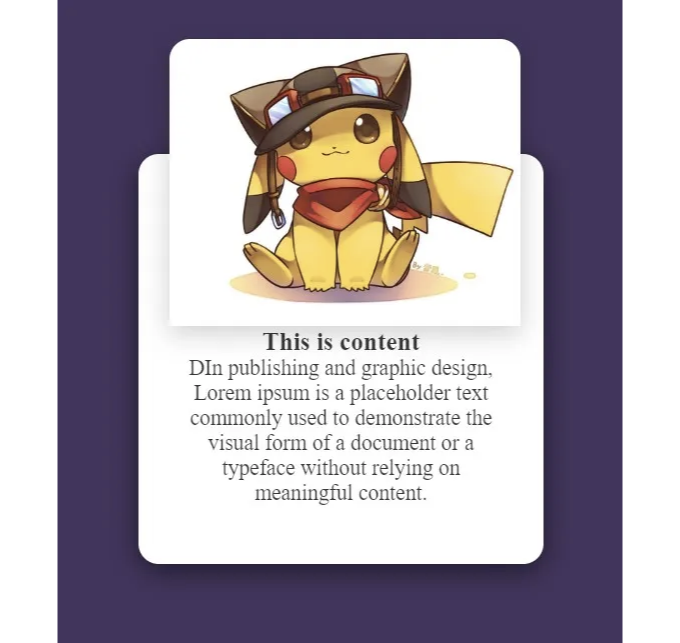 This is content
DIn publishing and graphic design,
Lorem ipsum is a placeholder text
commonly used to demonstrate the
visual form of a document or a
typeface without relying on
meaningful content.